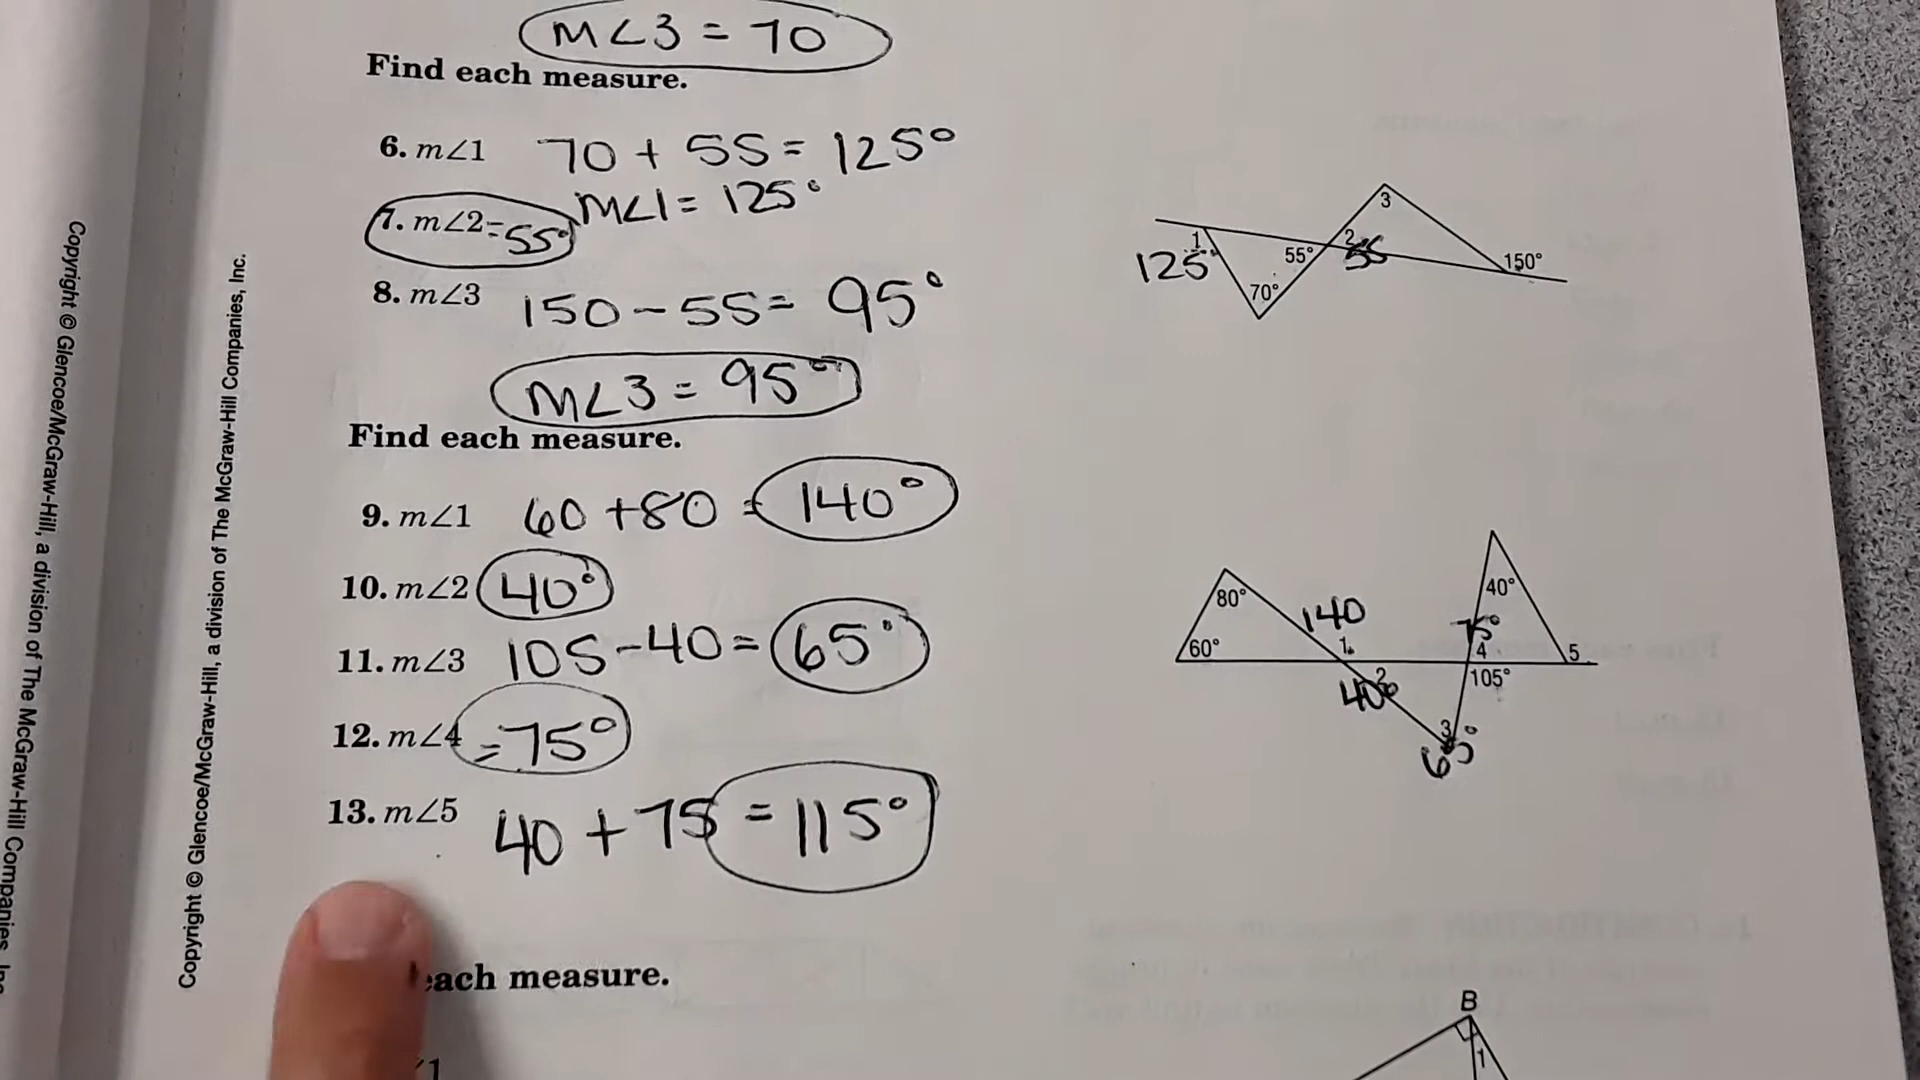 m∠3 = 70
Find each measure.
6. m∠1 70 + 55 = 125°
m∠1 = 125°
7. m∠2 = 55°
8. m∠3 150 - 55 = 95°
m∠3 = 95°
Find each measure.
9. m∠1 60 + 80 = 140°
10. m∠2 40°
11. m∠3 105 - 40 = 65°
12. m∠4 = 75°
13. m∠5 40 + 75 = 115°
each measure.
∠1
3
1
2
125°
55°
55
150°
70°
80°
40°
140
75°
60°
1
4
5
2
40°
105°
3
65°
B
1
Copyright © Glencoe/McGraw-Hill, a division of The McGraw-Hill Companies, Inc.
Copyright © Glencoe/McGraw-Hill, a division of The McGraw-Hill Companies, Inc